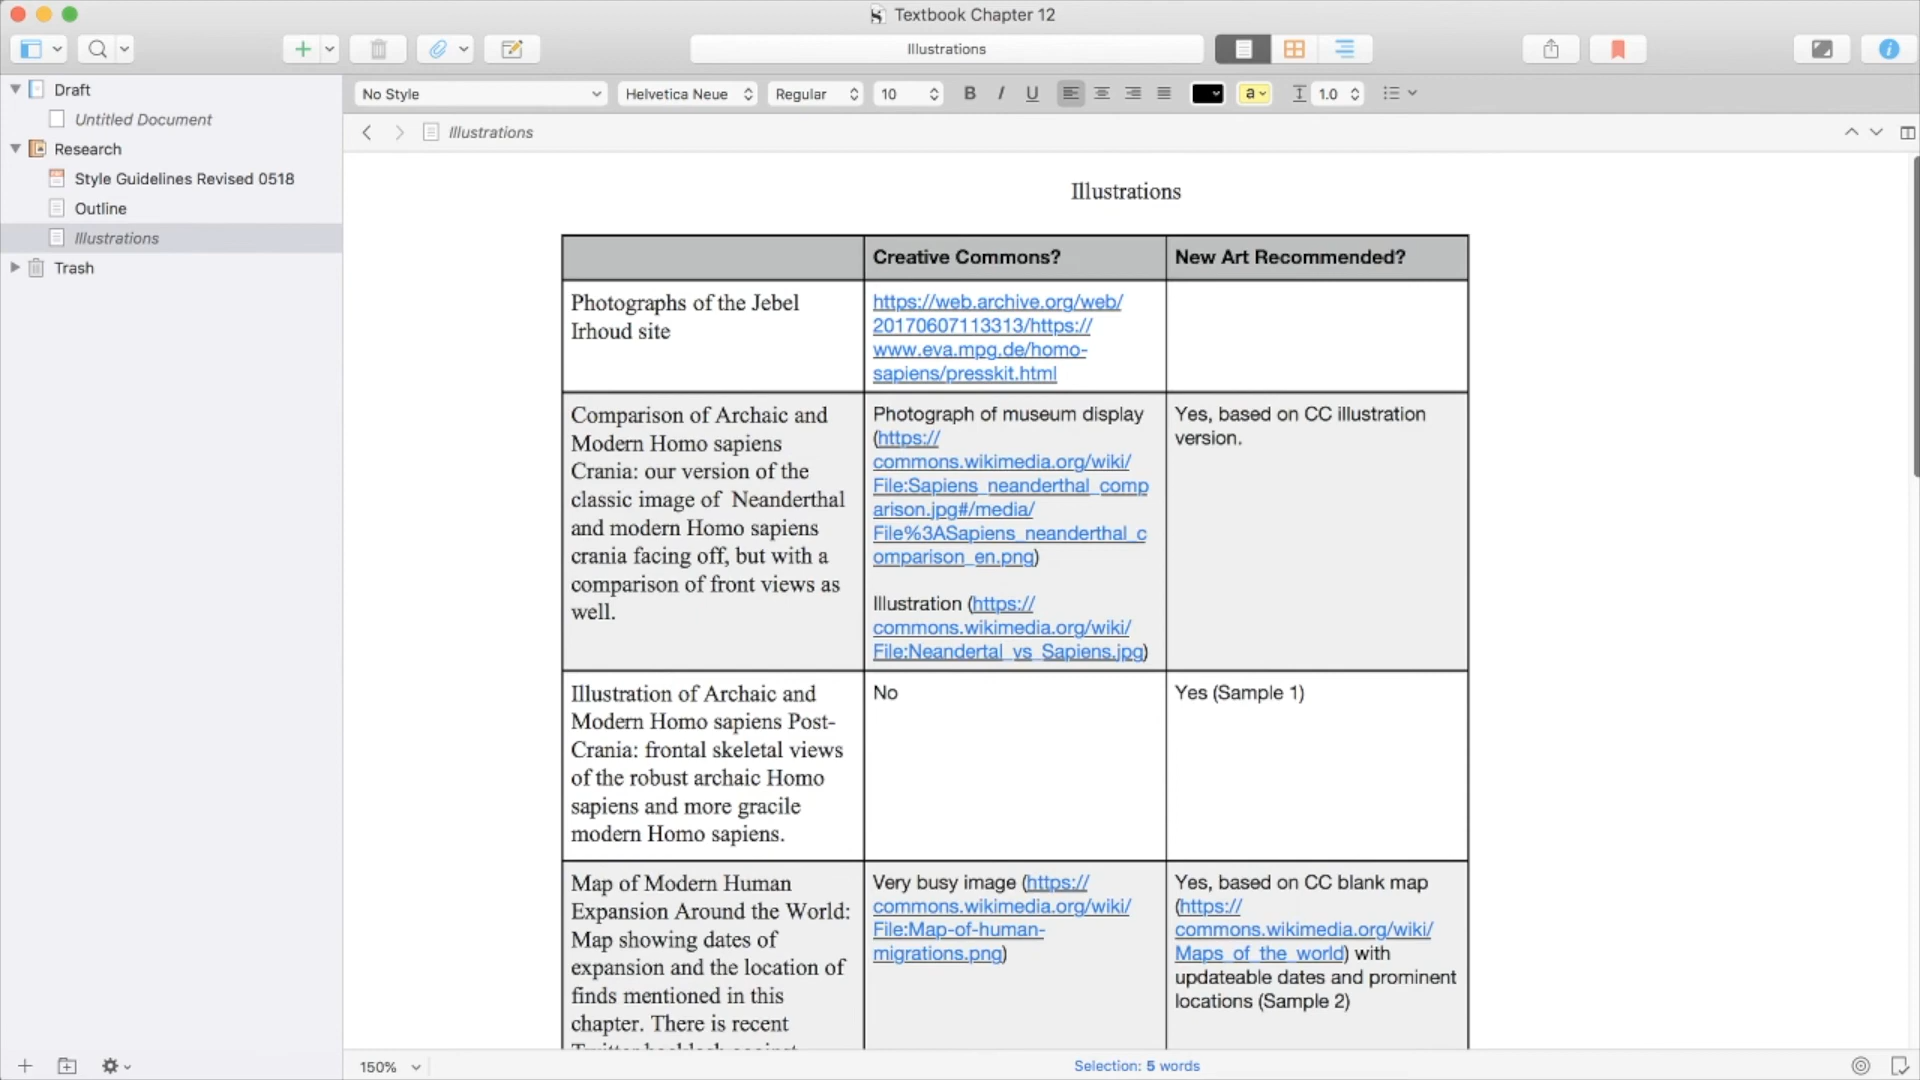 Textbook Chapter 12
Illustrations
Draft
Untitled Document
Research
Style Guidelines Revised 0518
Outline
Illustrations
Trash
No Style
Helvetica Neue
Regular
10
B
I
U
a
1.0
Illustrations
Illustrations
Creative Commons?
New Art Recommended?
Photographs of the Jebel
Irhoud site
https://web.archive.org/web/
20170607113313/https://
www.eva.mpg.de/homo-
sapiens/presskit.html
Comparison of Archaic and
Modern Homo sapiens
Crania: our version of the
classic image of  Neanderthal
and modern Homo sapiens
crania facing off, but with a
comparison of front views as
well.
Photograph of museum display
(https://
commons.wikimedia.org/wiki/
File:Sapiens_neanderthal_comp
arison.jpg#/media/
File%3ASapiens_neanderthal_c
omparison_en.png)
Illustration (https://
commons.wikimedia.org/wiki/
File:Neandertal_vs_Sapiens.jpg)
Yes, based on CC illustration
version.
Illustration of Archaic and
Modern Homo sapiens Post-
Crania: frontal skeletal views
of the robust archaic Homo
sapiens and more gracile
modern Homo sapiens.
No
Yes (Sample 1)
Map of Modern Human
Expansion Around the World:
Map showing dates of
expansion and the location of
finds mentioned in this
chapter. There is recent
Very busy image (https://
commons.wikimedia.org/wiki/
File:Map-of-human-
migrations.png)
Yes, based on CC blank map
(https://
commons.wikimedia.org/wiki/
Maps_of_the_world) with
updateable dates and prominent
locations (Sample 2)
150%
Selection: 5 words